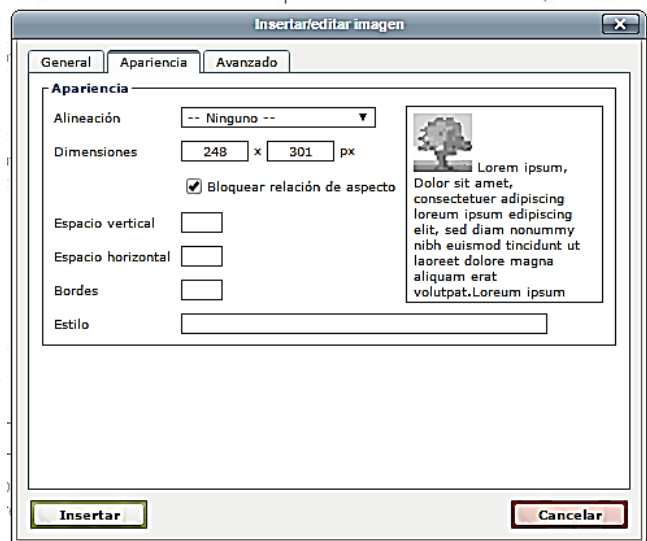 Insertar/editar imagen
General Apariencia Avanzado
Apariencia
Alineación -- Ninguno --
Dimensiones 248 x 301 px
Bloquear relación de aspecto
Espacio vertical
Espacio horizontal
Bordes
Estilo
Lorem ipsum,
Dolor sit amet,
consectetuer adipiscing
loreum ipsum edipiscing
elit, sed diam nonummy
nibh euismod tincidunt ut
laoreet dolore magna
aliquam erat
volutpat.Loreum ipsum
Insertar Cancelar